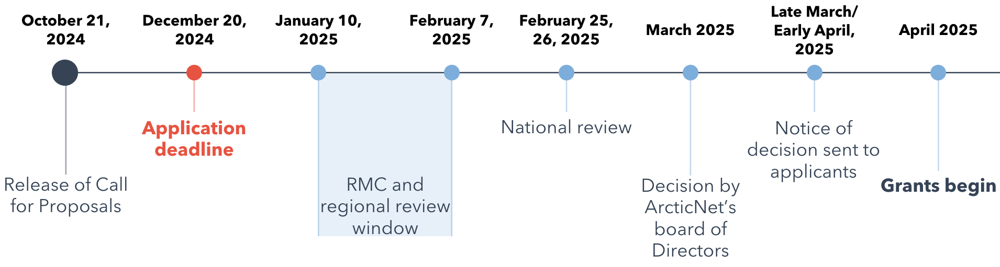 October 21,
2024
December 20,
2024
January 10,
2025
February 7,
2025
February 25,
26, 2025
March 2025
Late March/
Early April,
2025
April 2025
Release of Call
for Proposals
Application
deadline
RMC and
regional review
window
National review
Decision by
ArcticNet’s
board of
Directors
Notice of
decision sent to
applicants
Grants begin